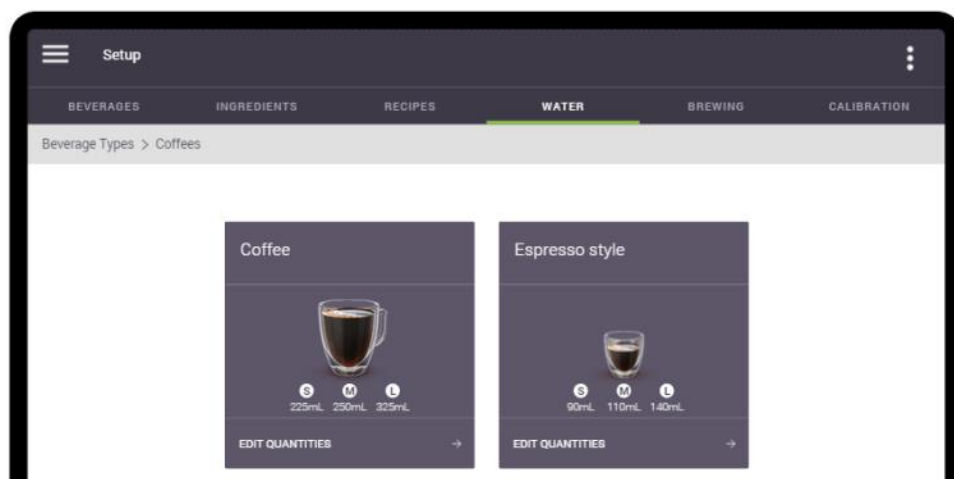 Setup
BEVERAGES INGREDIENTS RECIPES WATER BREWING CALIBRATION
Beverage Types > Coffees
Coffee
S M L
225mL 250mL 325mL
EDIT QUANTITIES
Espresso style
S M L
90mL 110mL 140mL
EDIT QUANTITIES